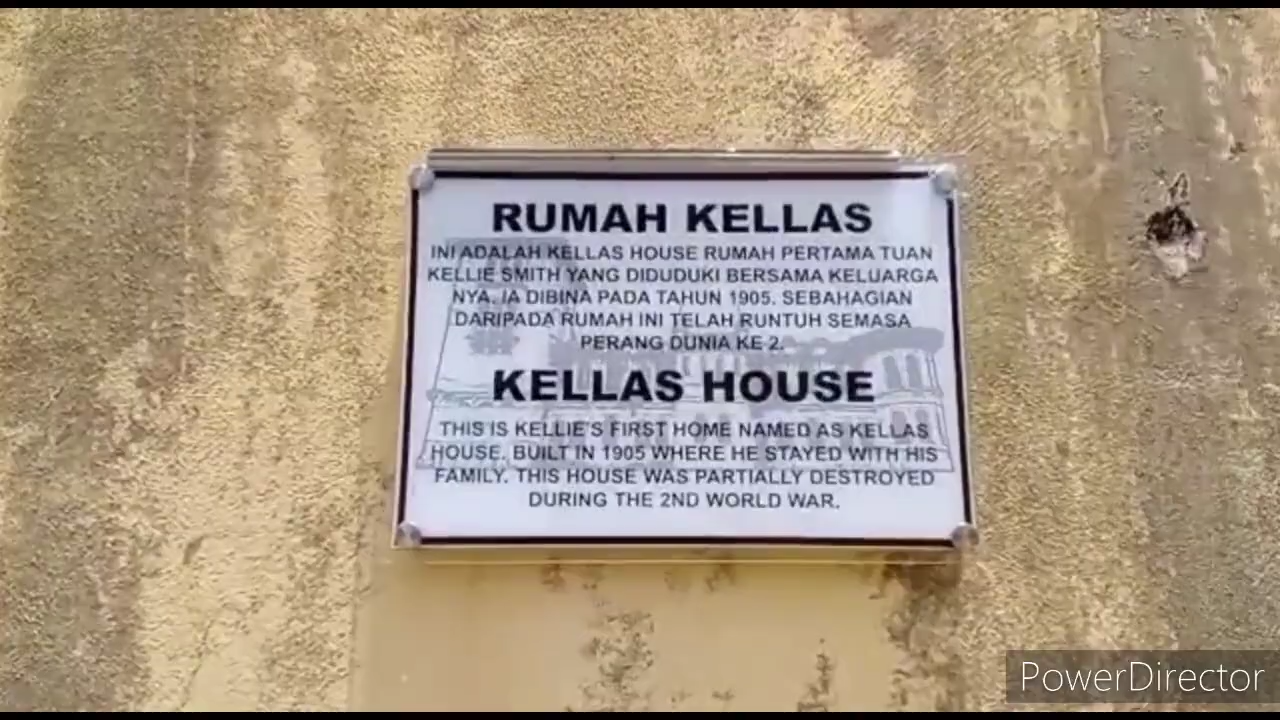 RUMAH KELLAS
INI ADALAH KELLAS HOUSE RUMAH PERTAMA TUAN
KELLIE SMITH YANG DIDUDUKI BERSAMA KELUARGA
NYA. IA DIBINA PADA TAHUN 1905. SEBAHAGIAN
DARIPADA RUMAH INI TELAH RUNTUH SEMASA
PERANG DUNIA KE 2.
KELLAS HOUSE
THIS IS KELLIE'S FIRST HOME NAMED AS KELLAS
HOUSE. BUILT IN 1905 WHERE HE STAYED WITH HIS
FAMILY. THIS HOUSE WAS PARTIALLY DESTROYED
DURING THE 2ND WORLD WAR.
PowerDirector